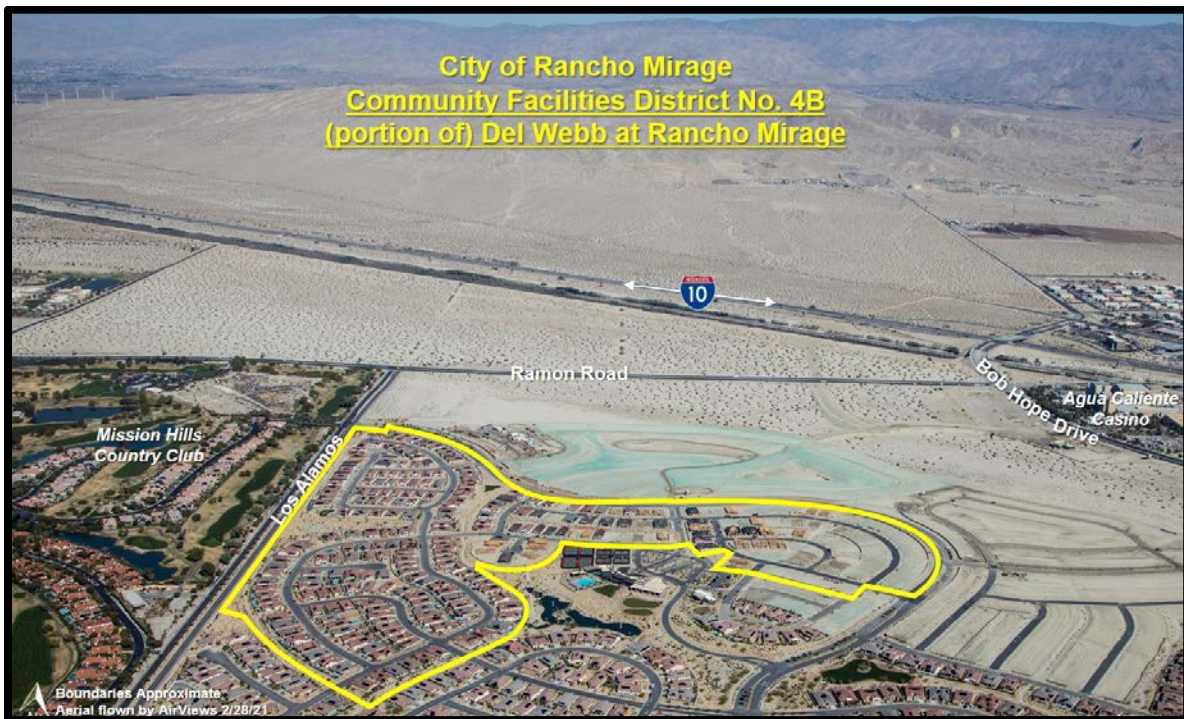 City of Rancho Mirage
Community Facilities District No. 4B
(portion of) Del Webb at Rancho Mirage
INTERSTATE
10
Ramon Road
Bob Hope Drive
Agua Caliente
Casino
Mission Hills
Country Club
Los Alamos
Boundaries Approximate
Aerial flown by AirViews 2/28/21